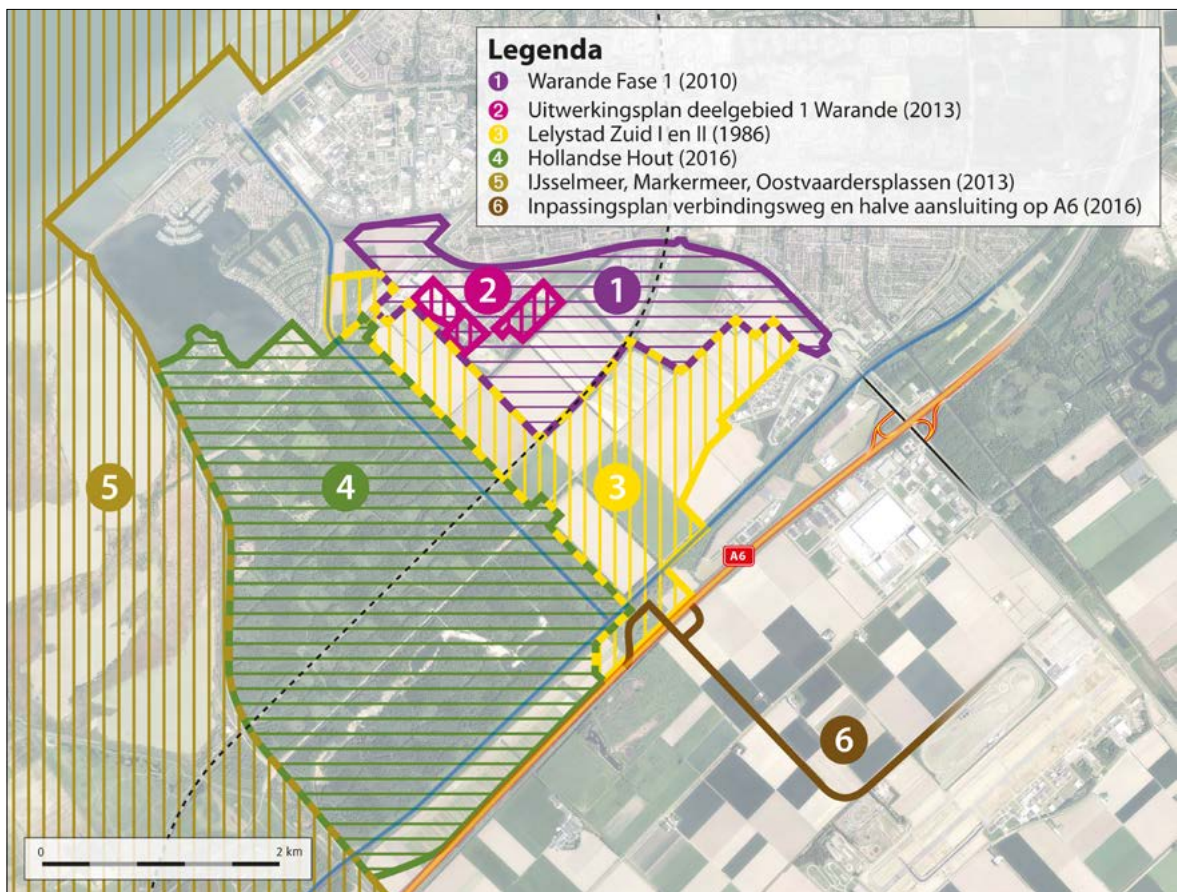 Legenda
1 Warande Fase 1 (2010)
2 Uitwerkingsplan deelgebied 1 Warande (2013)
3 Lelystad Zuid I en II (1986)
4 Hollandse Hout (2016)
5 IJsselmeer, Markermeer, Oostvaardersplassen (2013)
6 Inpassingsplan verbindingsweg en halve aansluiting op A6 (2016)
2
1
5
4
3
A6
6
0 2 km